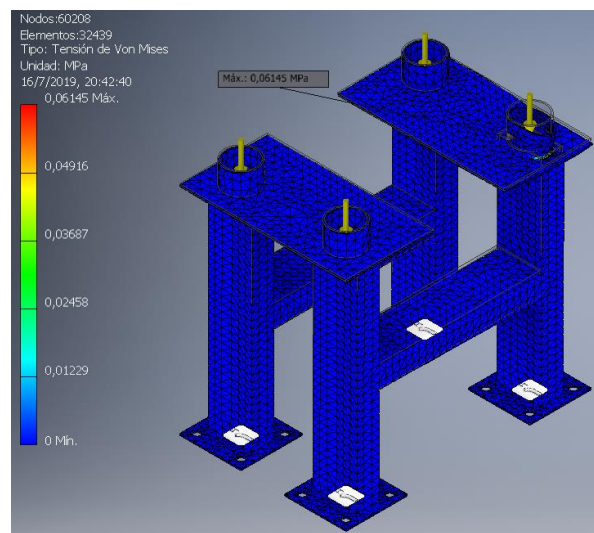 Nodos:60208
Elementos:32439
Tipo: Tensión de Von Mises
Unidad: MPa
16/7/2019, 20:42:40
0,06145 Máx.
Máx.: 0,06145 MPa
0,04916
0,03687
0,02458
0,01229
0 Mín.